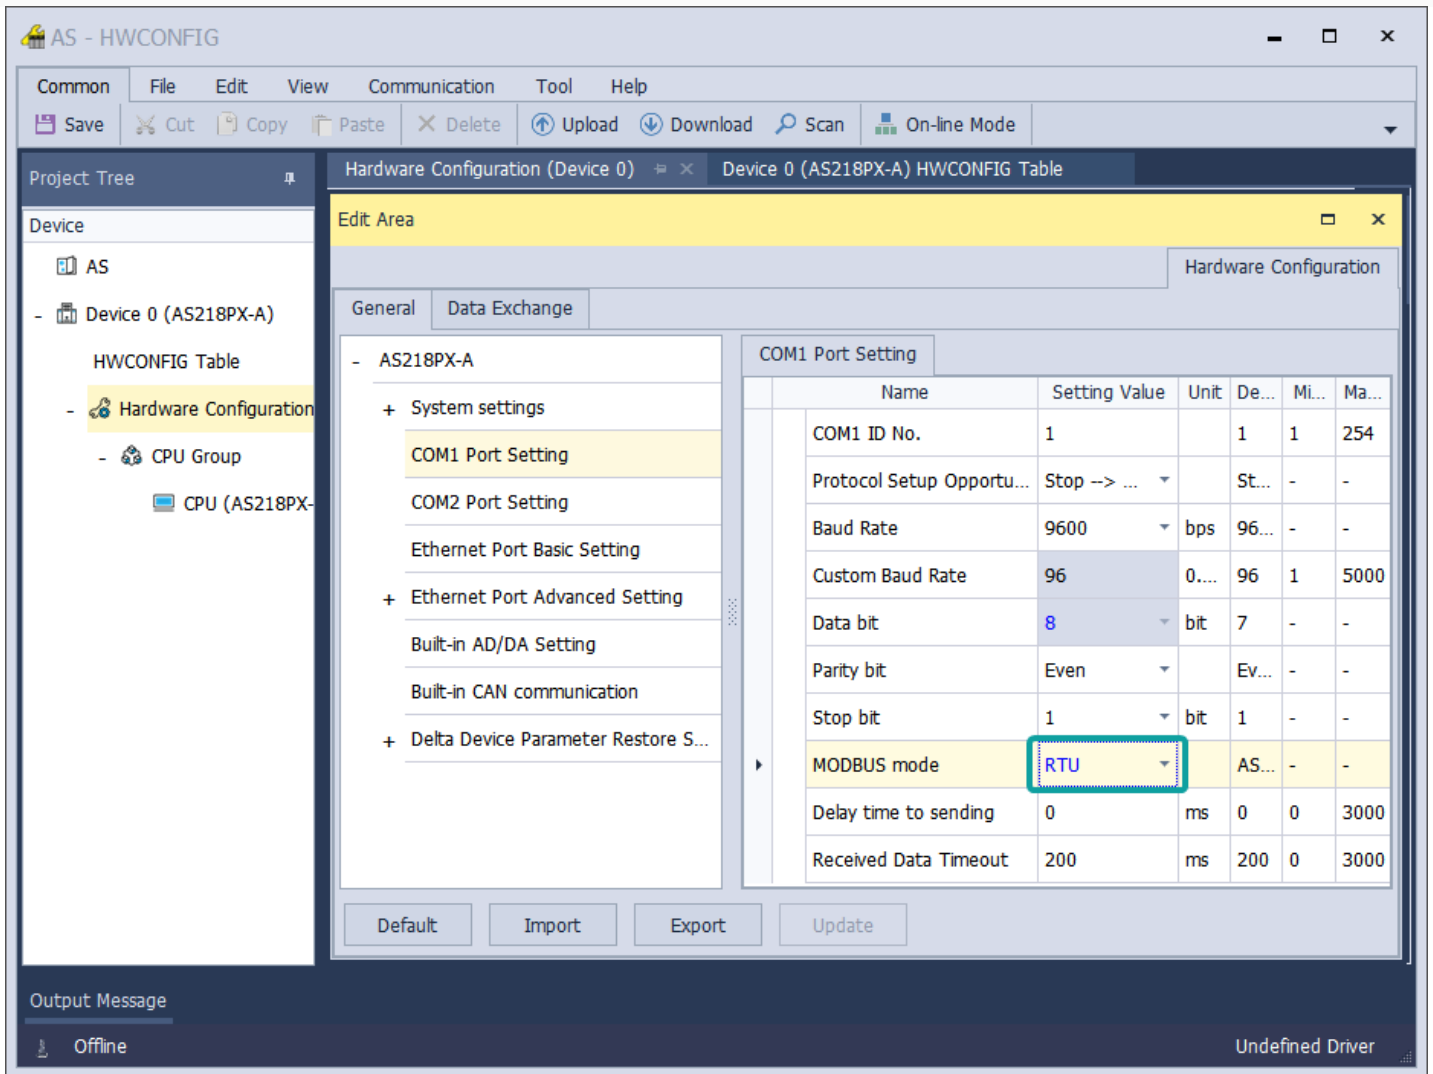 AS - HWCONFIG
Common File Edit View Communication Tool Help
Save Cut Copy Paste Delete Upload Download Scan On-line Mode
Project Tree
Hardware Configuration (Device 0) Device 0 (AS218PX-A) HWCONFIG Table
Device
AS
- Device 0 (AS218PX-A)
HWCONFIG Table
- Hardware Configuration
- CPU Group
CPU (AS218PX-
Edit Area
Hardware Configuration
General Data Exchange
- AS218PX-A
+ System settings
COM1 Port Setting
COM2 Port Setting
Ethernet Port Basic Setting
+ Ethernet Port Advanced Setting
Built-in AD/DA Setting
Built-in CAN communication
+ Delta Device Parameter Restore S...
COM1 Port Setting
Name Setting Value Unit De... Mi... Ma...
COM1 ID No. 1 1 1 254
Protocol Setup Opportu... Stop --> ... St... - -
Baud Rate 9600 bps 96... - -
Custom Baud Rate 96 0.... 96 1 5000
Data bit 8 bit 7 - -
Parity bit Even Ev... - -
Stop bit 1 bit 1 - -
MODBUS mode RTU AS... - -
Delay time to sending 0 ms 0 0 3000
Received Data Timeout 200 ms 200 0 3000
Default Import Export Update
Output Message
Offline Undefined Driver